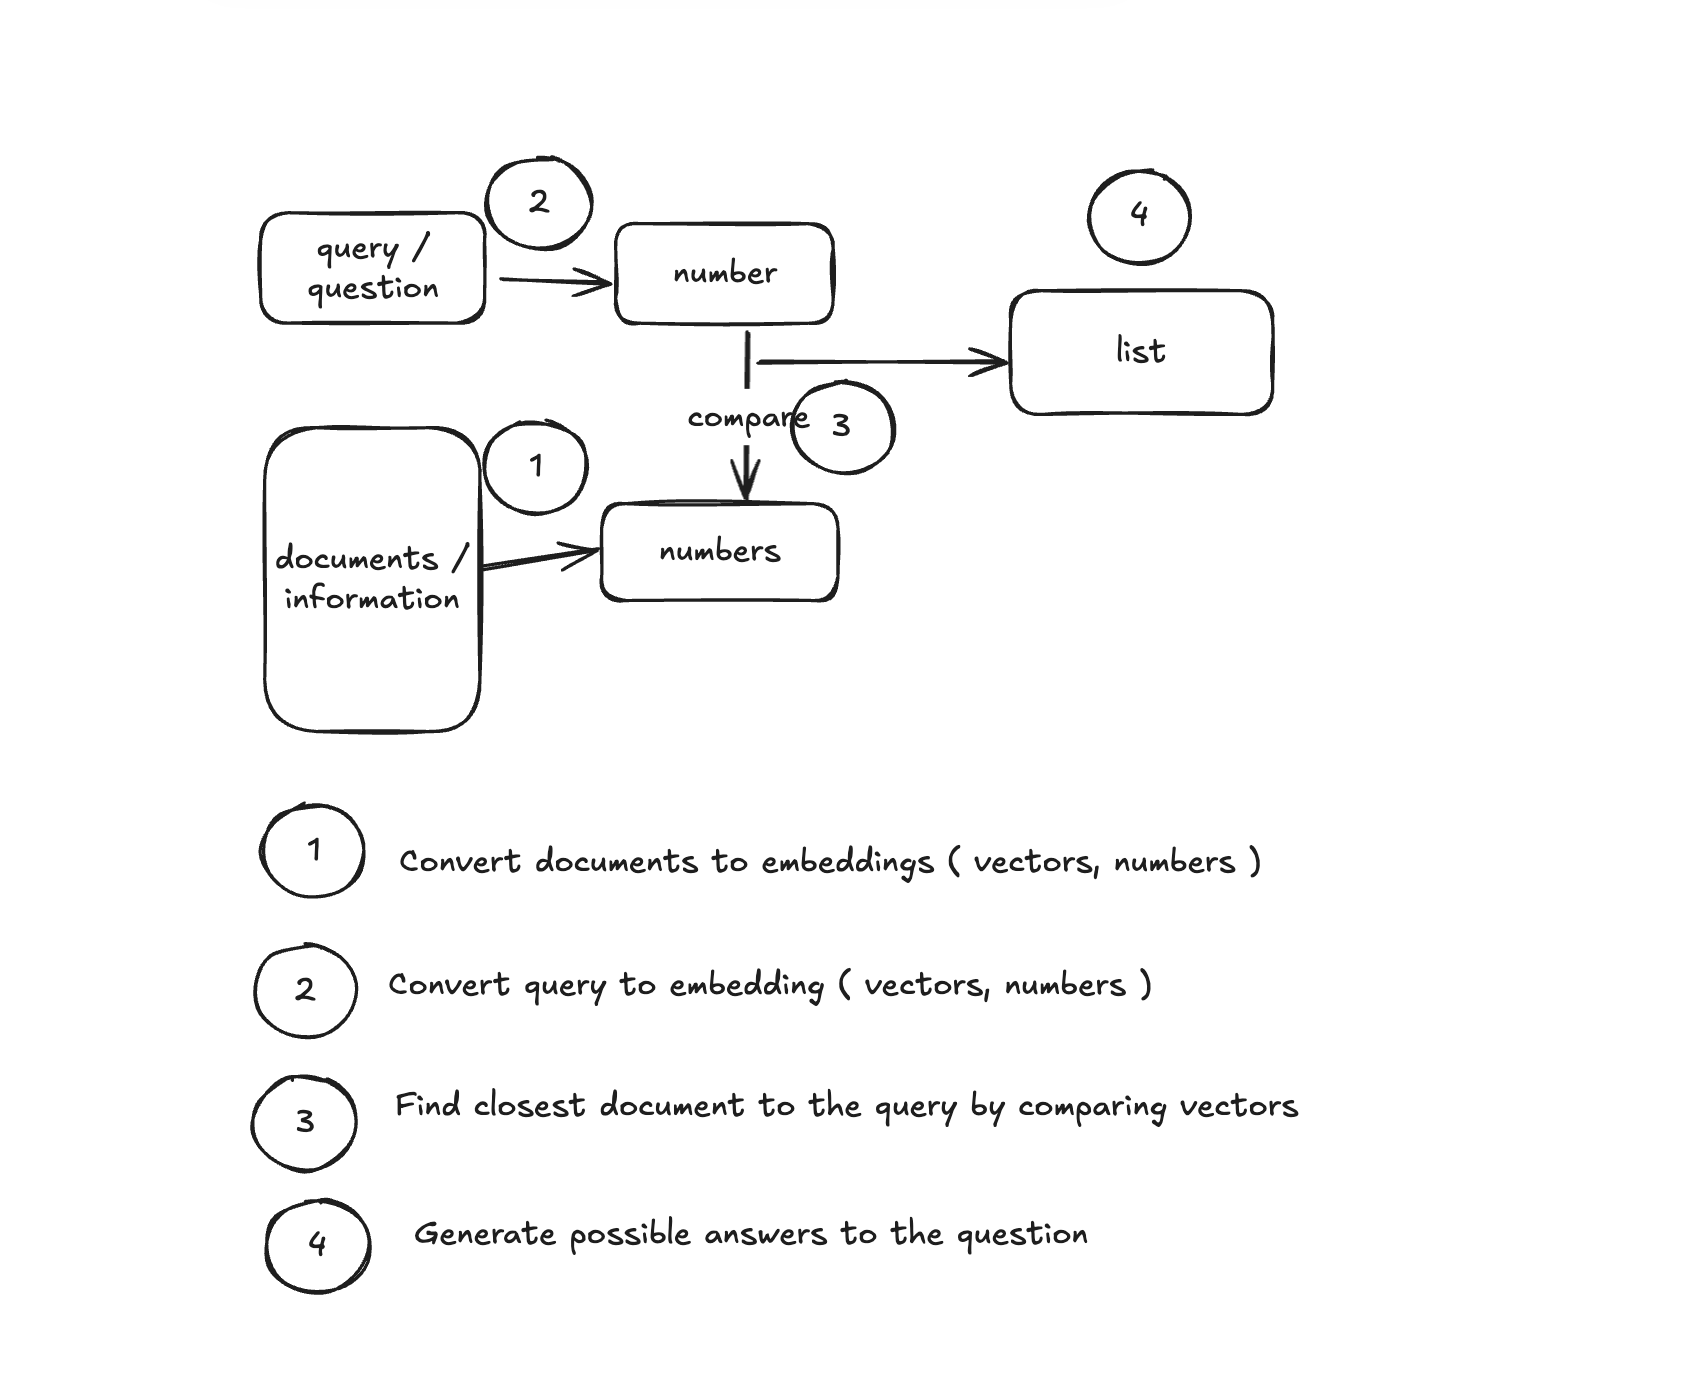 2
4
query /
question
number
list
compare
3
1
numbers
documents /
information
1
Convert documents to embeddings ( vectors, numbers )
2
Convert query to embedding ( vectors, numbers )
3
Find closest document to the query by comparing vectors
4
Generate possible answers to the question